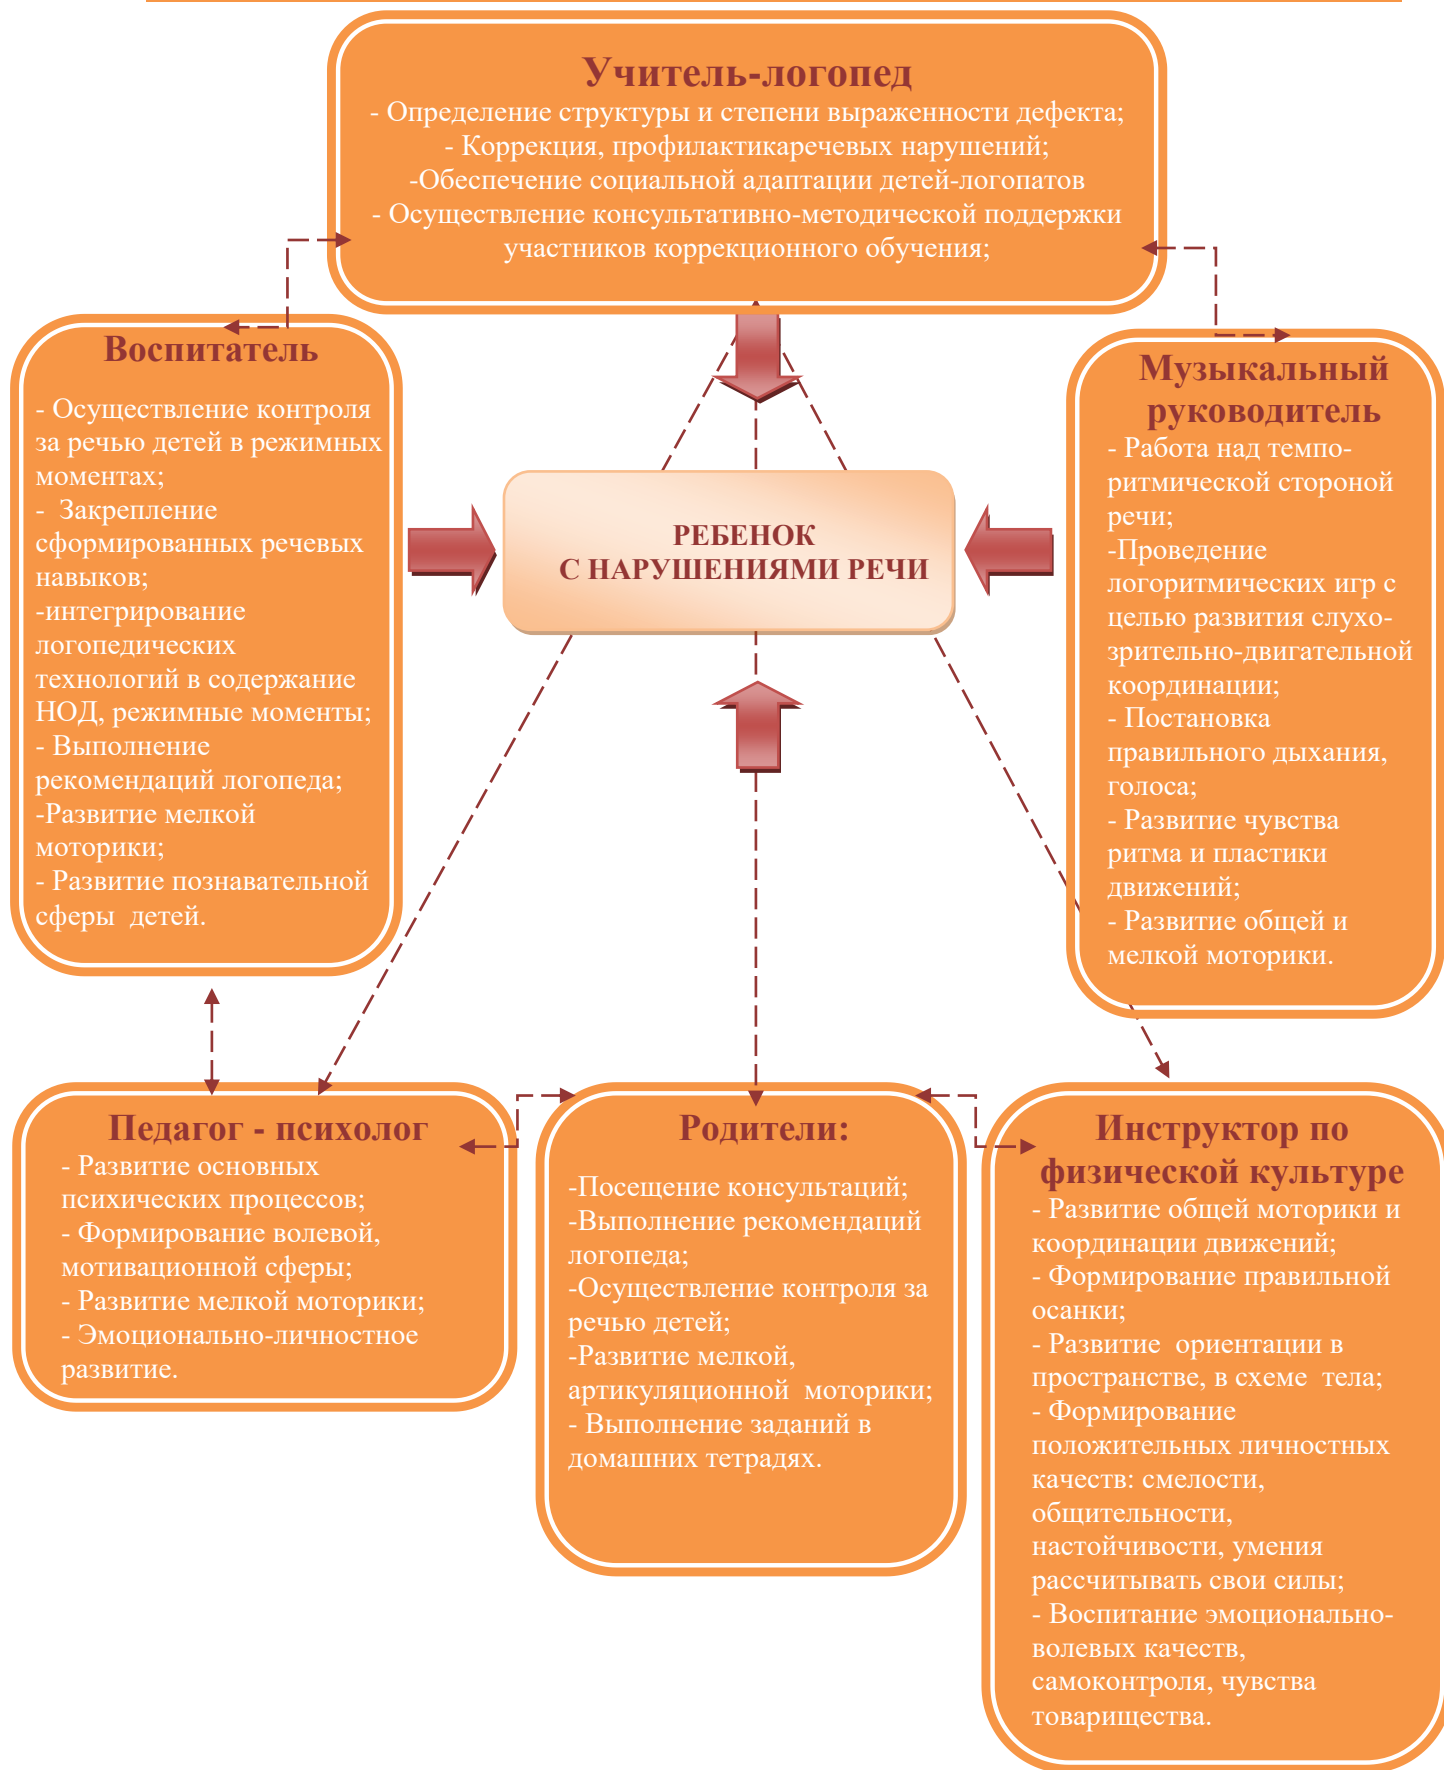 Учитель-логопед
- Определение структуры и степени выраженности дефекта;
- Коррекция, профилактикаречевых нарушений;
-Обеспечение социальной адаптации детей-логопатов
- Осуществление консультативно-методической поддержки
участников коррекционного обучения;
Воспитатель
- Осуществление контроля
за речью детей в режимных
моментах;
- Закрепление
сформированных речевых
навыков;
-интегрирование
логопедических
технологий в содержание
НОД, режимные моменты;
- Выполнение
рекомендаций логопеда;
-Развитие мелкой
моторики;
- Развитие познавательной
сферы детей.
РЕБЕНОК
С НАРУШЕНИЯМИ РЕЧИ
Музыкальный
руководитель
- Работа над темпо-
ритмической стороной
речи;
-Проведение
логоритмических игр с
целью развития слухо-
зрительно-двигательной
координации;
- Постановка
правильного дыхания,
голоса;
- Развитие чувства
ритма и пластики
движений;
- Развитие общей и
мелкой моторики.
Педагог - психолог
- Развитие основных
психических процессов;
- Формирование волевой,
мотивационной сферы;
- Развитие мелкой моторики;
- Эмоционально-личностное
развитие.
Родители:
-Посещение консультаций;
-Выполнение рекомендаций
логопеда;
-Осуществление контроля за
речью детей;
-Развитие мелкой,
артикуляционной моторики;
- Выполнение заданий в
домашних тетрадях.
Инструктор по
физической культуре
- Развитие общей моторики и
координации движений;
- Формирование правильной
осанки;
- Развитие ориентации в
пространстве, в схеме тела;
- Формирование
положительных личностных
качеств: смелости,
общительности,
настойчивости, умения
рассчитывать свои силы;
- Воспитание эмоционально-
волевых качеств,
самоконтроля, чувства
товарищества.